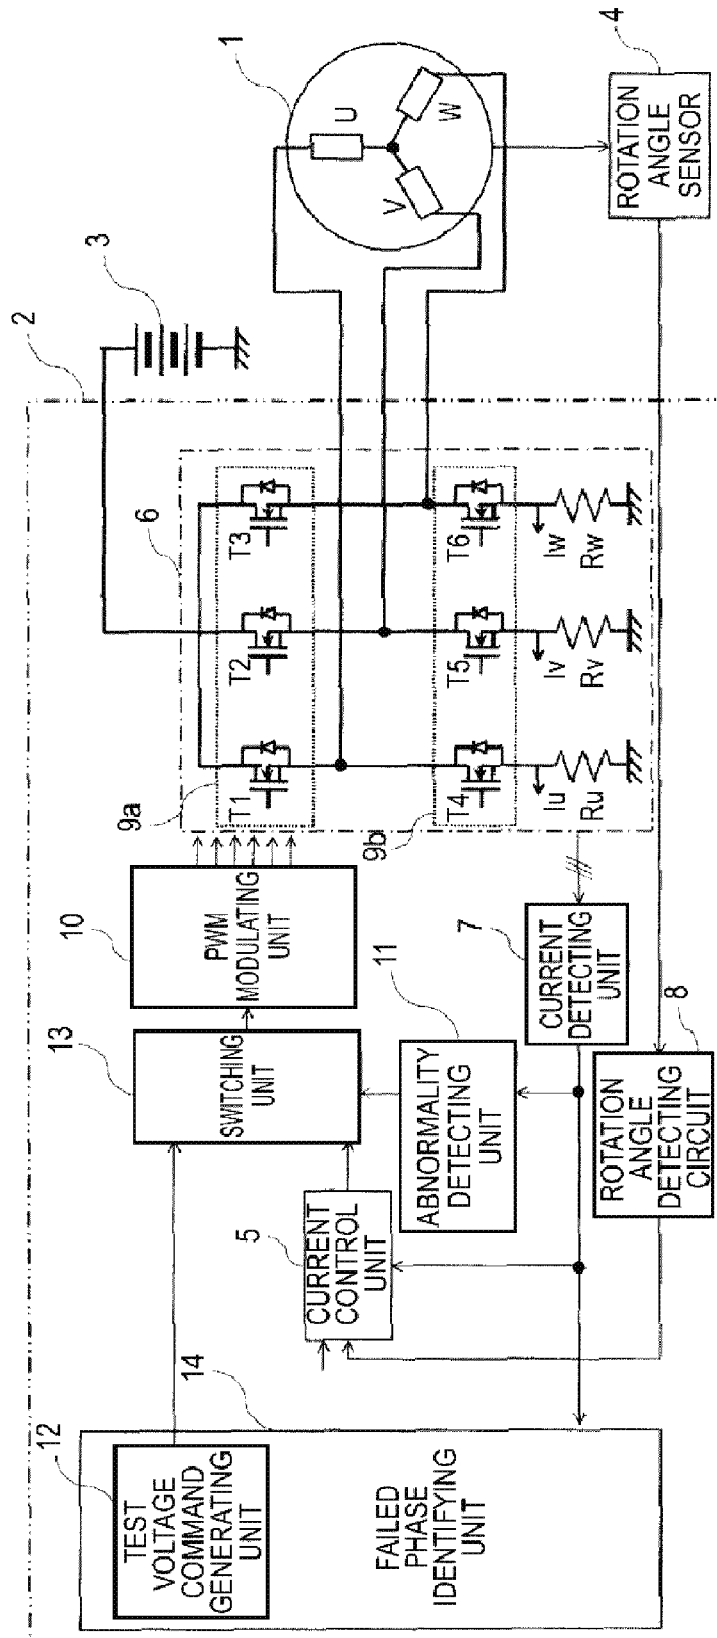 12
TEST
VOLTAGE
COMMAND
GENERATING
UNIT
14
FAILED
PHASE
IDENTIFYING
UNIT
13
SWITCHING
UNIT
5
CURRENT
CONTROL
UNIT
11
ABNORMALITY
DETECTING
UNIT
10
PWM
MODULATING
UNIT
7
CURRENT
DETECTING
UNIT
8
ROTATION
ANGLE
DETECTING
CIRCUIT
2
6
9a
T1
T2
T3
9b
T4
T5
T6
Iu
Iv
Iw
Ru
Rv
Rw
3
1
U
V
W
4
ROTATION
ANGLE
SENSOR